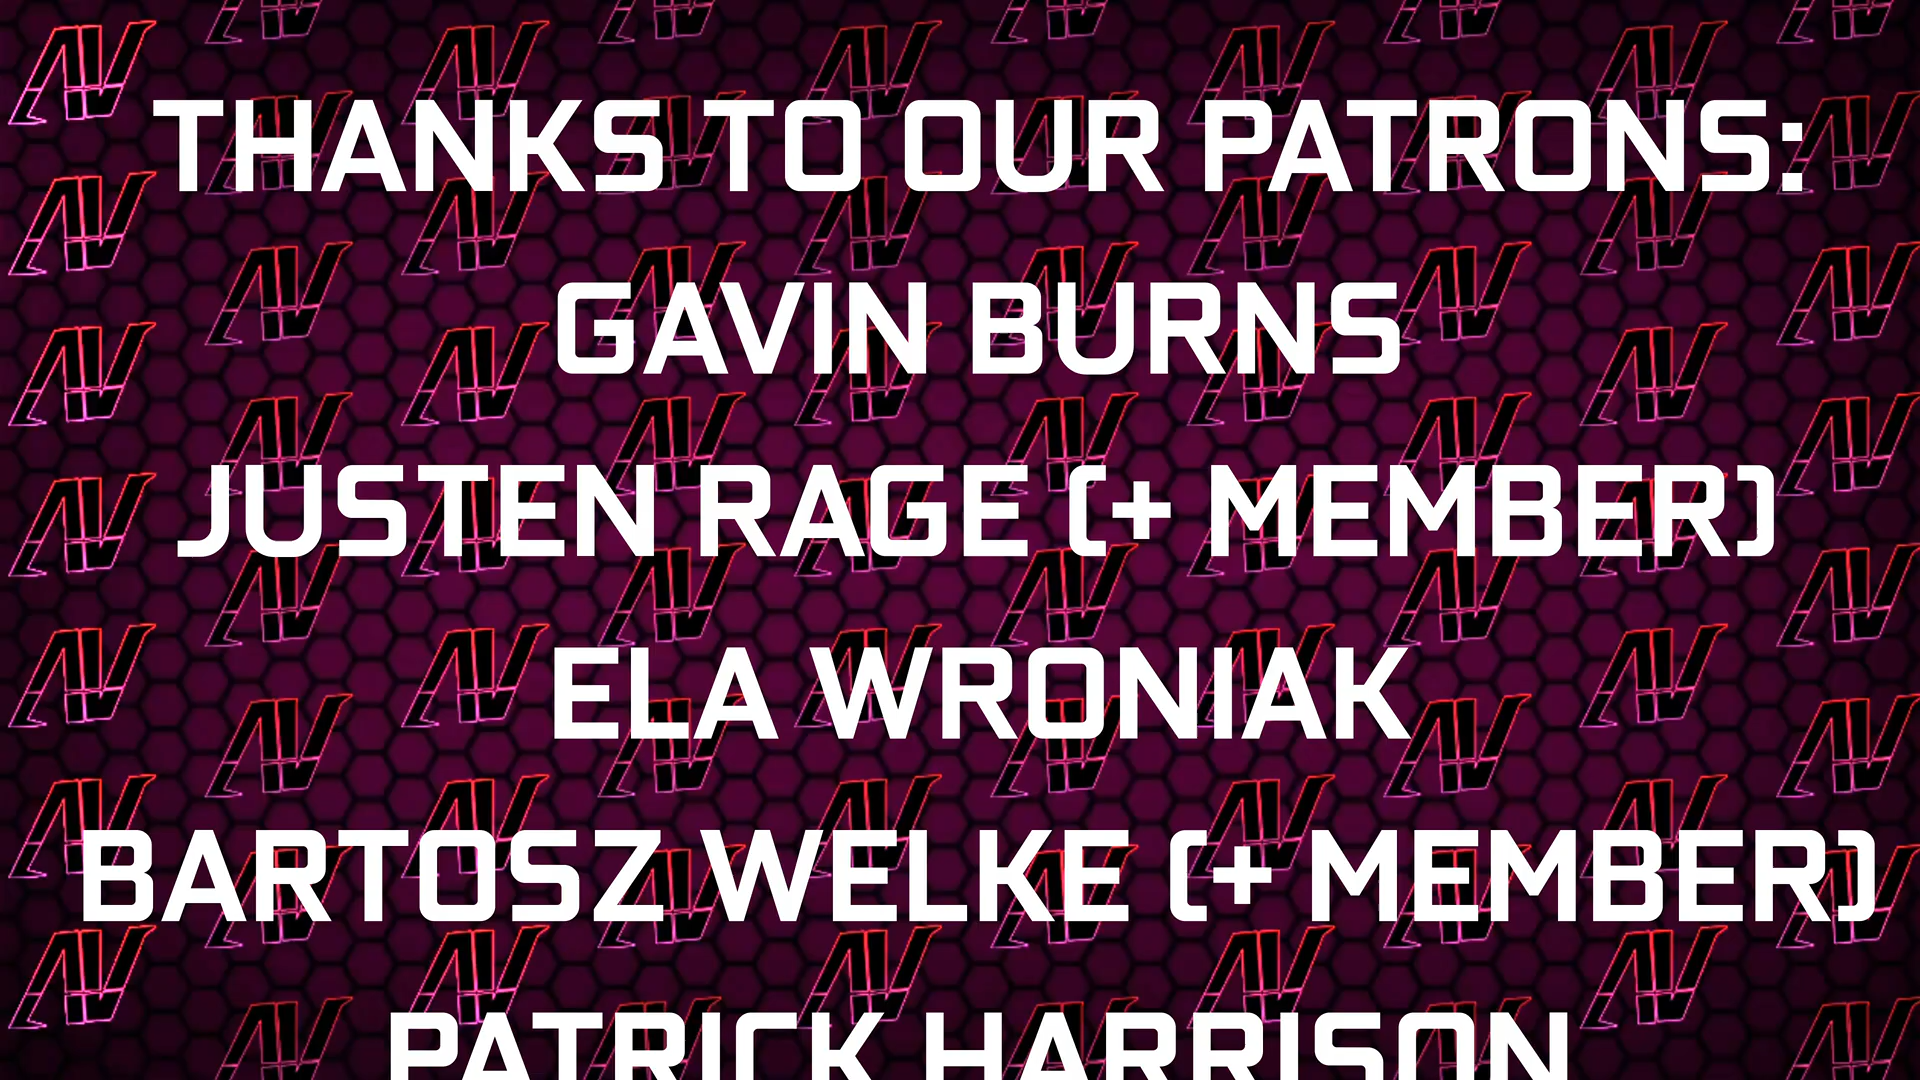 THANKS TO OUR PATRONS:
GAVIN BURNS
JUSTEN RAGE (+ MEMBER)
ELA WRONIAK
BARTOSZ WELKE (+ MEMBER)
PATRICK HARRISON